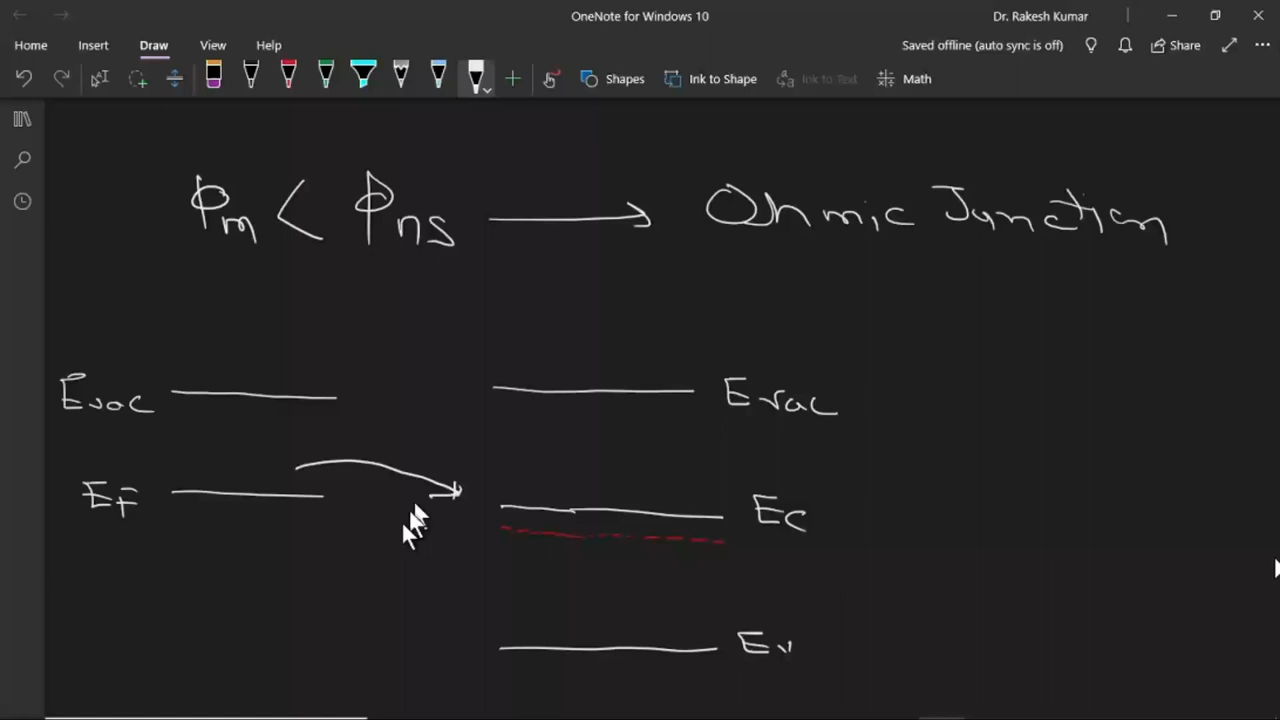 OneNote for Windows 10
Dr. Rakesh Kumar
Home Insert Draw View Help
Saved offline (auto sync is off) Share
Shapes Ink to Shape Ink to Text Math
Φm < Φns → Ohmic Junction
Evac Evac
EF
Ec
Ev